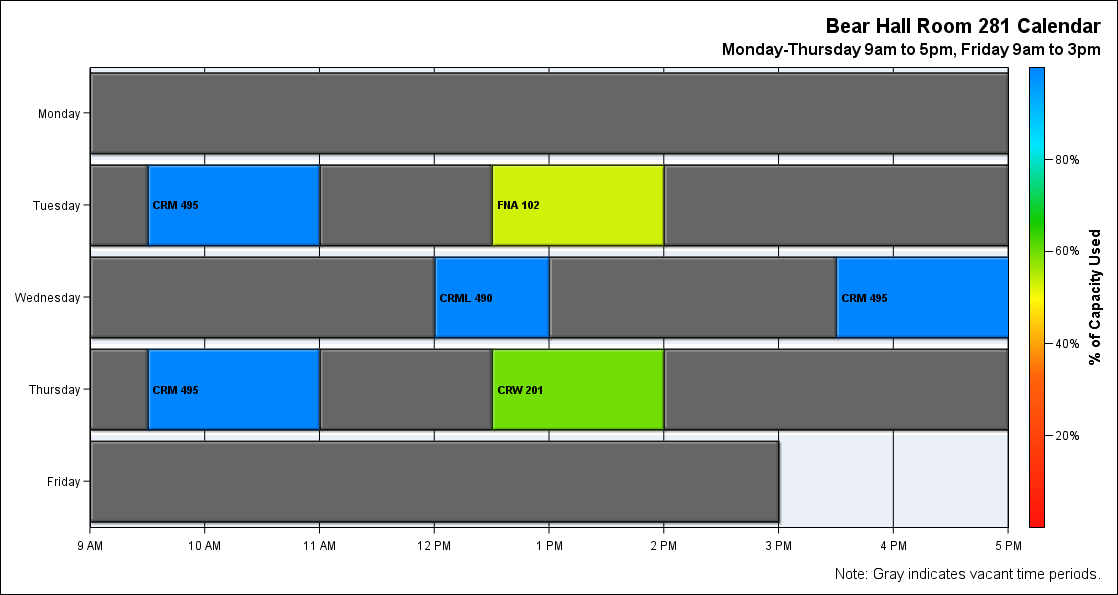 Bear Hall Room 281 Calendar
Monday-Thursday 9am to 5pm, Friday 9am to 3pm
Monday
Tuesday
CRM 495
FNA 102
Wednesday
CRML 490
CRM 495
Thursday
CRM 495
CRW 201
Friday
9 AM
10 AM
11 AM
12 PM
1 PM
2 PM
3 PM
4 PM
5 PM
80%
60%
40%
20%
% of Capacity Used
Note: Gray indicates vacant time periods.